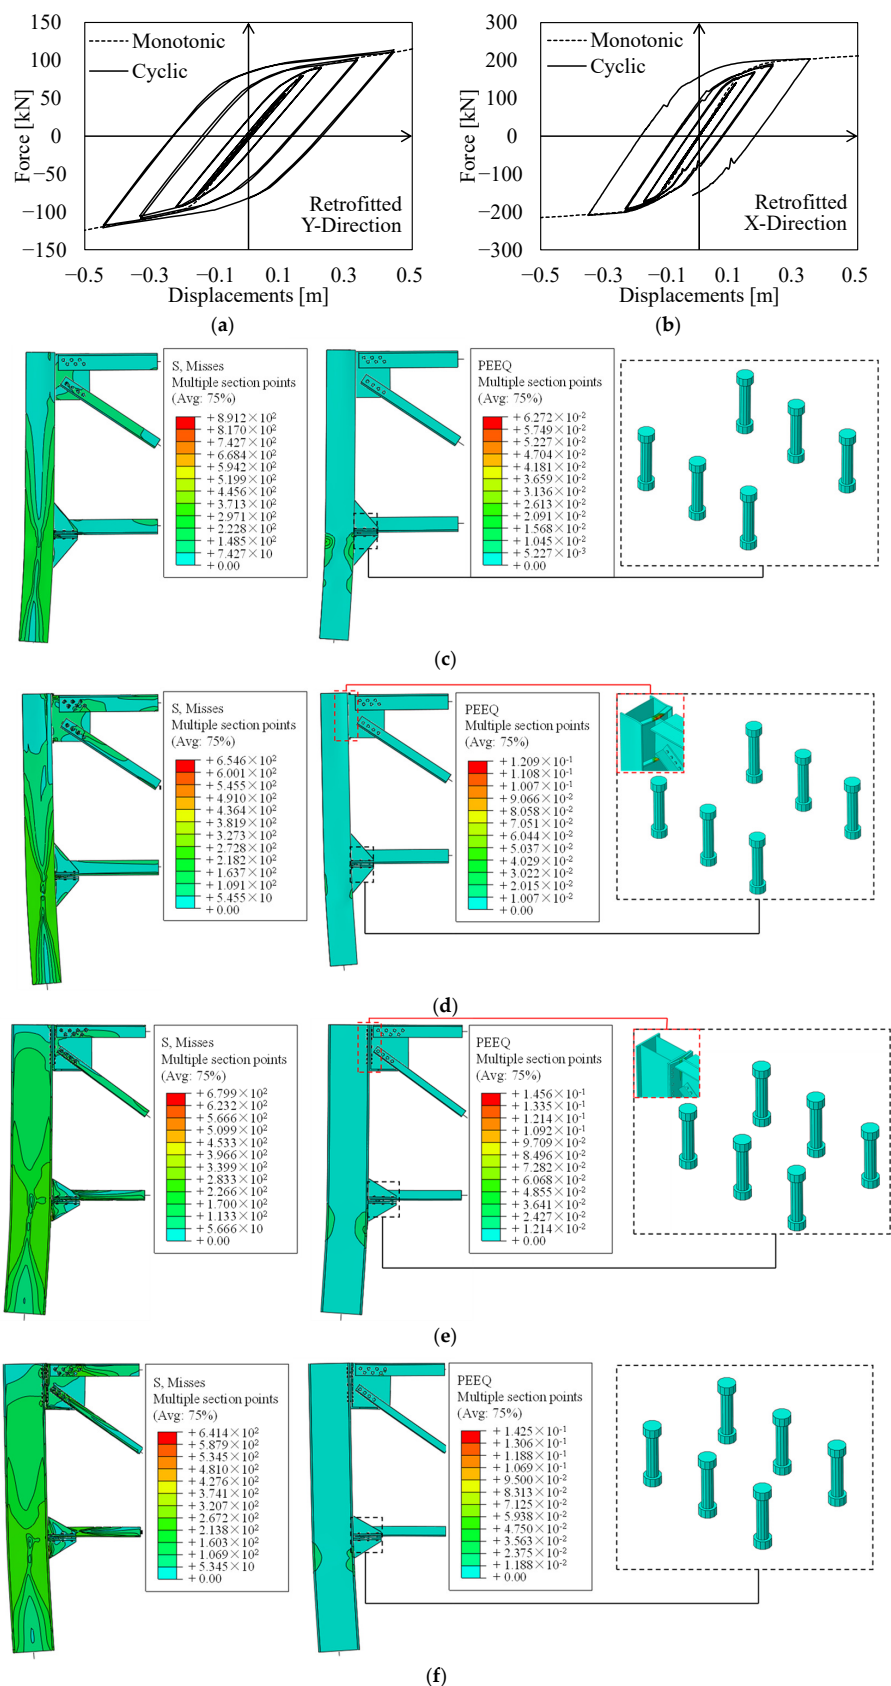 150
100
50
0
−50
−100
−150
Force [kN]
Monotonic
Cyclic
Retrofitted
Y-Direction
−0.5 −0.3 −0.1 0.1 0.3 0.5
Displacements [m]
(a)
300
200
100
0
−100
−200
−300
Force [kN]
Monotonic
Cyclic
Retrofitted
X-Direction
−0.5 −0.3 −0.1 0.1 0.3 0.5
Displacements [m]
(b)
S, Misses
Multiple section points
(Avg: 75%)
+8.912×10²
+8.170×10²
+7.427×10²
+6.684×10²
+5.942×10²
+5.199×10²
+4.456×10²
+3.713×10²
+2.971×10²
+2.228×10²
+1.485×10²
+7.427×10
+0.00
PEEQ
Multiple section points
(Avg: 75%)
+6.272×10⁻²
+5.749×10⁻²
+5.227×10⁻²
+4.704×10⁻²
+4.181×10⁻²
+3.659×10⁻²
+3.136×10⁻²
+2.613×10⁻²
+2.091×10⁻²
+1.568×10⁻²
+1.045×10⁻²
+5.227×10⁻³
+0.00
(c)
S, Misses
Multiple section points
(Avg: 75%)
+6.546×10²
+6.001×10²
+5.455×10²
+4.910×10²
+4.364×10²
+3.819×10²
+3.273×10²
+2.728×10²
+2.182×10²
+1.637×10²
+1.091×10²
+5.455×10
+0.00
PEEQ
Multiple section points
(Avg: 75%)
+1.209×10⁻¹
+1.108×10⁻¹
+1.007×10⁻¹
+9.066×10⁻²
+8.058×10⁻²
+7.051×10⁻²
+6.044×10⁻²
+5.037×10⁻²
+4.029×10⁻²
+3.022×10⁻²
+2.015×10⁻²
+1.007×10⁻²
+0.00
(d)
S, Misses
Multiple section points
(Avg: 75%)
+6.799×10²
+6.232×10²
+5.666×10²
+5.099×10²
+4.533×10²
+3.966×10²
+3.399×10²
+2.833×10²
+2.266×10²
+1.700×10²
+1.133×10²
+5.666×10
+0.00
PEEQ
Multiple section points
(Avg: 75%)
+1.456×10⁻¹
+1.335×10⁻¹
+1.214×10⁻¹
+1.092×10⁻¹
+9.709×10⁻²
+8.496×10⁻²
+7.282×10⁻²
+6.068×10⁻²
+4.855×10⁻²
+3.641×10⁻²
+2.427×10⁻²
+1.214×10⁻²
+0.00
(e)
S, Misses
Multiple section points
(Avg: 75%)
+6.414×10²
+5.879×10²
+5.345×10²
+4.810×10²
+4.276×10²
+3.741×10²
+3.207×10²
+2.672×10²
+2.138×10²
+1.603×10²
+1.069×10²
+5.345×10
+0.00
PEEQ
Multiple section points
(Avg: 75%)
+1.425×10⁻¹
+1.306×10⁻¹
+1.188×10⁻¹
+1.069×10⁻¹
+9.500×10⁻²
+8.313×10⁻²
+7.125×10⁻²
+5.938×10⁻²
+4.750×10⁻²
+3.563×10⁻²
+2.375×10⁻²
+1.188×10⁻²
+0.00
(f)